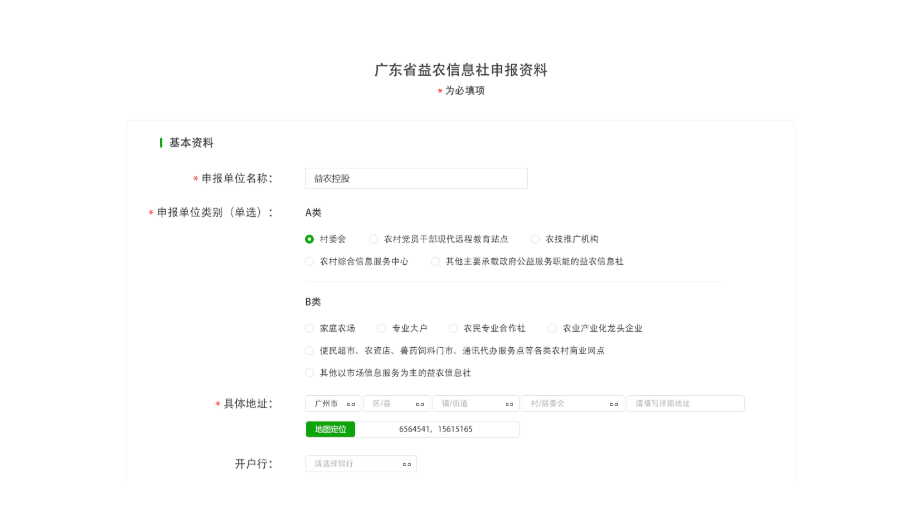 广东省益农信息社申报资料
* 为必填项
基本资料
* 申报单位名称： 益农控股
* 申报单位类别（单选）： A类
村委会 农村党员干部现代远程教育站点 农技推广机构
农村综合信息服务中心 其他主要承载政府公益服务职能的益农信息社
B类
家庭农场 专业大户 农民专业合作社 农业产业化龙头企业
便民超市、农资店、兽药饲料门市、通讯代办服务点等各类农村商业网点
其他以市场信息服务为主的益农信息社
* 具体地址： 广州市 区/县 镇/街道 村/居委会 请填写详细地址
地图定位 6564541, 15615165
开户行： 请选择银行